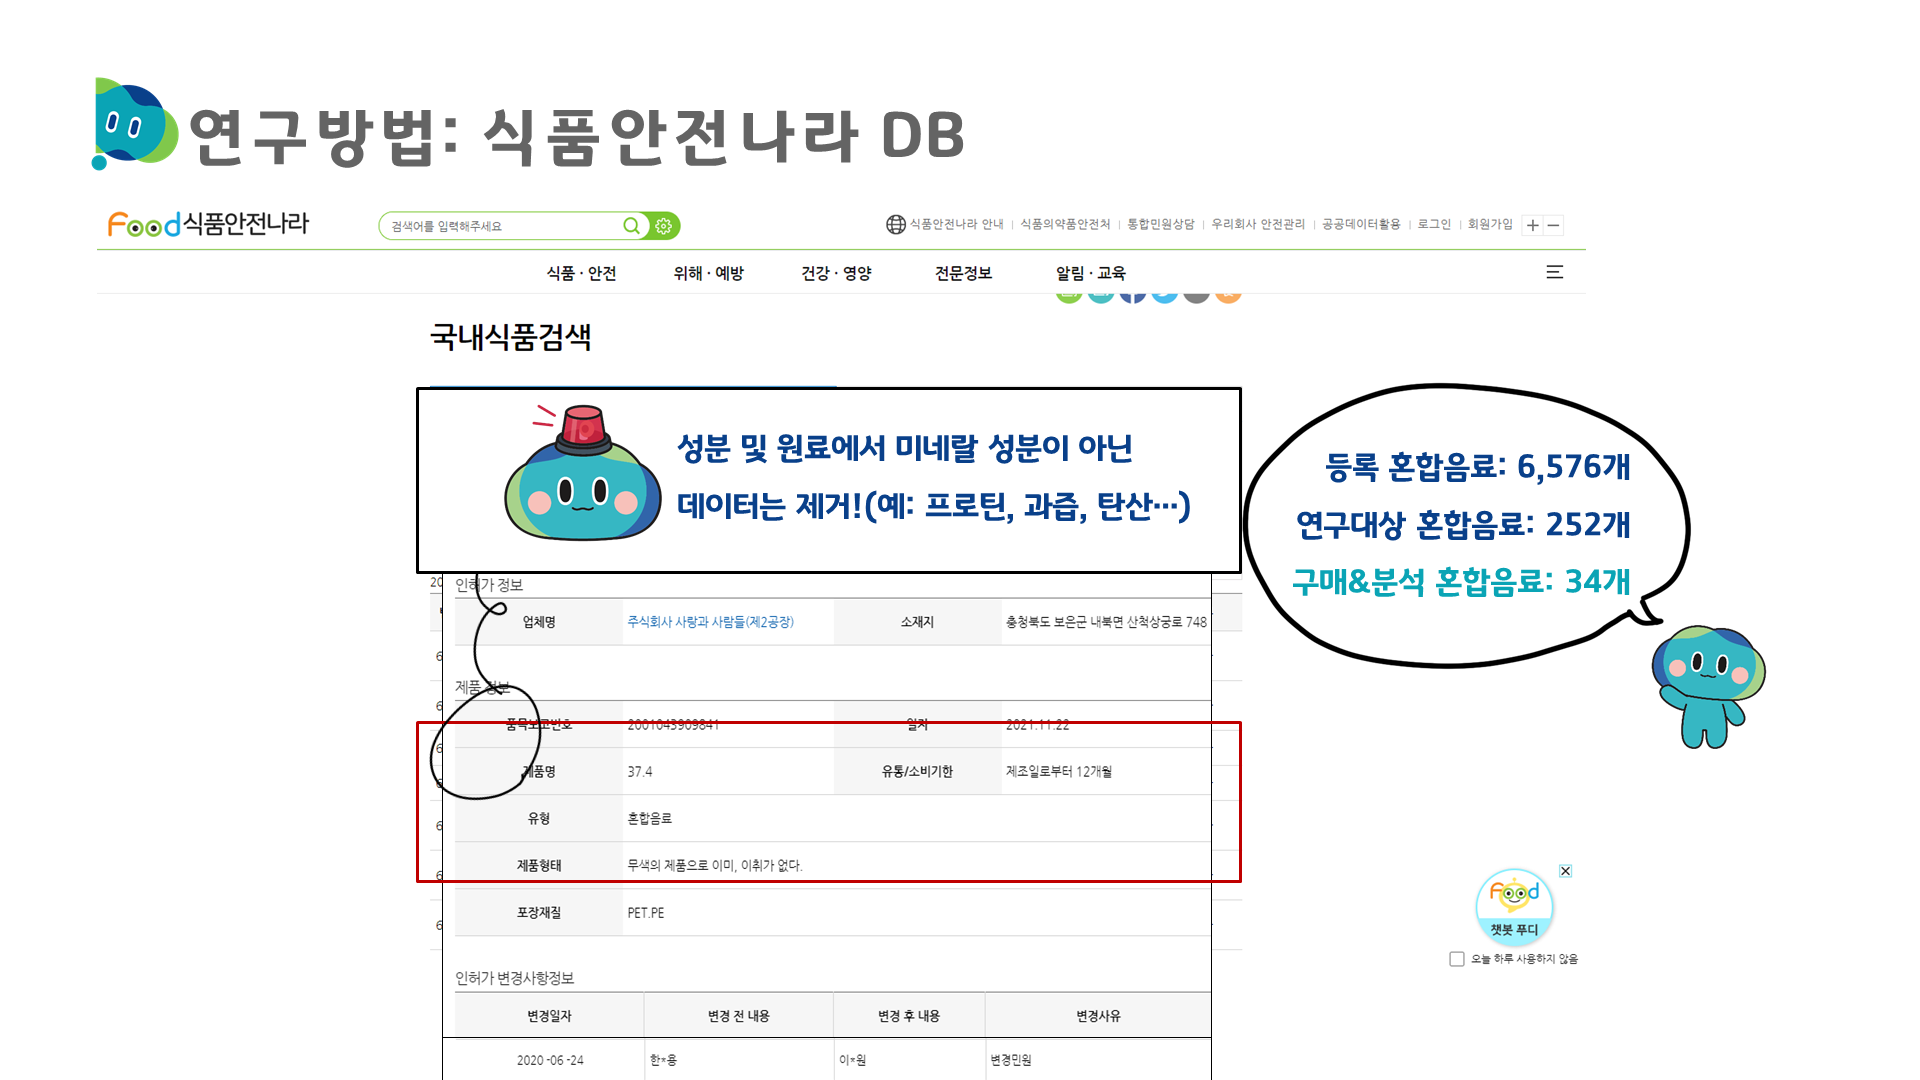 연구방법: 식품안전나라 DB
Food 식품안전나라
검색어를 입력해주세요
식품안전나라 안내 | 식품의약품안전처 | 통합민원상담 | 우리회사 안전관리 | 공공데이터활용 | 로그인 | 회원가입
식품 · 안전 위해 · 예방 건강 · 영양 전문정보 알림 · 교육
국내식품검색
성분 및 원료에서 미네랄 성분이 아닌
데이터는 제거!(예: 프로틴, 과즙, 탄산…)
등록 혼합음료: 6,576개
연구대상 혼합음료: 252개
구매&분석 혼합음료: 34개
인허가 정보
업체명 주식회사 사랑과 사람들(제2공장) 소재지 충청북도 보은군 내북면 산척상궁로 748
제품 정보
품목보고번호 2001043909841 일자 2021.11.22
제품명 37.4 유통/소비기한 제조일로부터 12개월
유형 혼합음료
제품형태 무색의 제품으로 이미, 이취가 없다.
포장재질 PET.PE
인허가 변경사항정보
변경일자 변경 전 내용 변경 후 내용 변경사유
2020 -06 -24 한*용 이*원 변경민원
Food
챗봇 푸디
오늘 하루 사용하지 않음